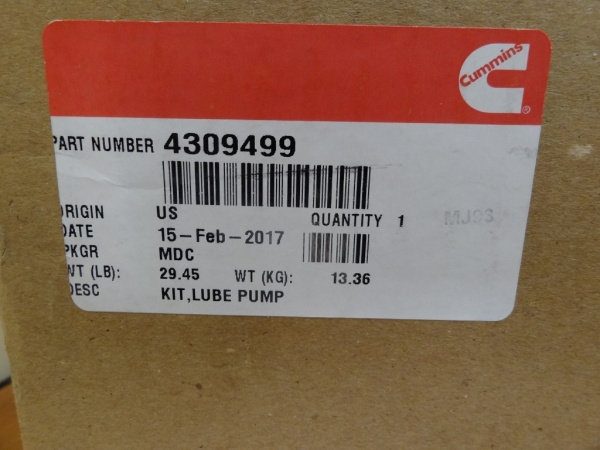 Cummins
®
PART NUMBER 4309499
ORIGIN US QUANTITY 1 MJ93
DATE 15-Feb-2017
PKGR MDC
WT (LB): 29.45 WT (KG): 13.36
DESC KIT,LUBE PUMP